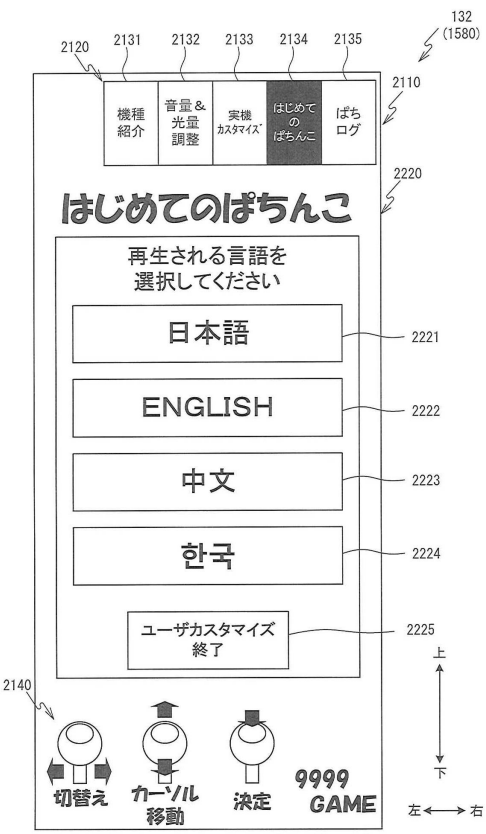 132
(1580)
2131
2132
2133
2134
2135
2120
2110
機種
紹介
音量&
光量
調整
実機
カスタマイズ
はじめて
の
ぱちんこ
ぱち
ログ
2220
はじめてのぱちんこ
再生される言語を
選択してください
日本語
2221
ENGLISH
2222
中文
2223
한국
2224
ユーザカスタマイズ
終了
2225
2140
切替え
カーソル
移動
決定
9999
GAME
上
下
左
右